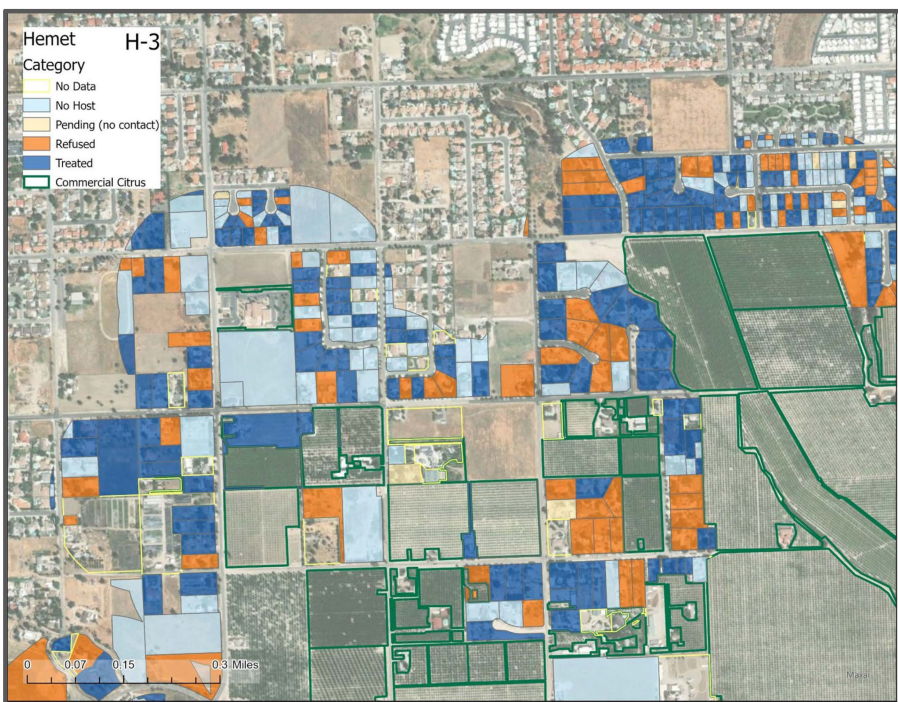 Hemet H-3
Category
No Data
No Host
Pending (no contact)
Refused
Treated
Commercial Citrus
0 0.07 0.15 0.3 Miles
Maxar